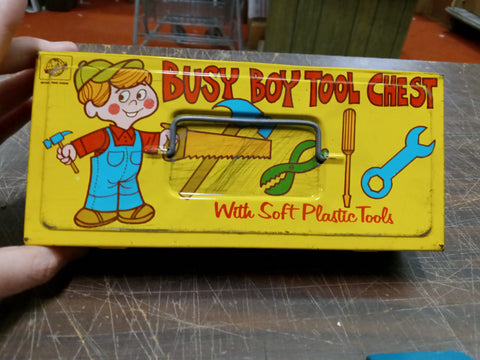 BUSY BOY TOOL CHEST
With Soft Plastic Tools